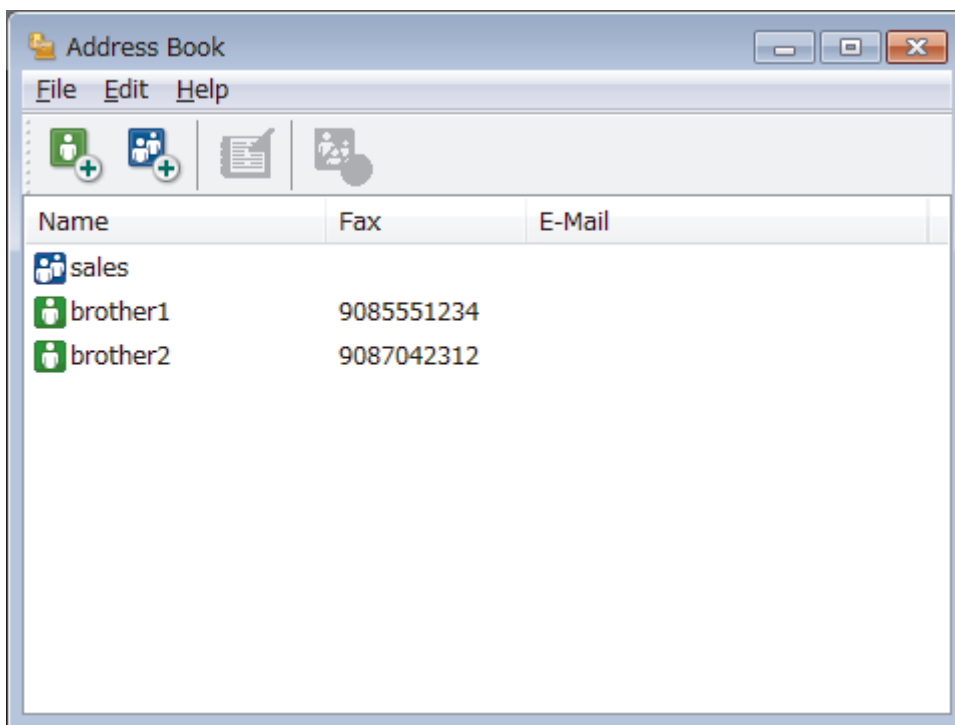 Address Book
File Edit Help
Name Fax E-Mail
sales
brother1 9085551234
brother2 9087042312